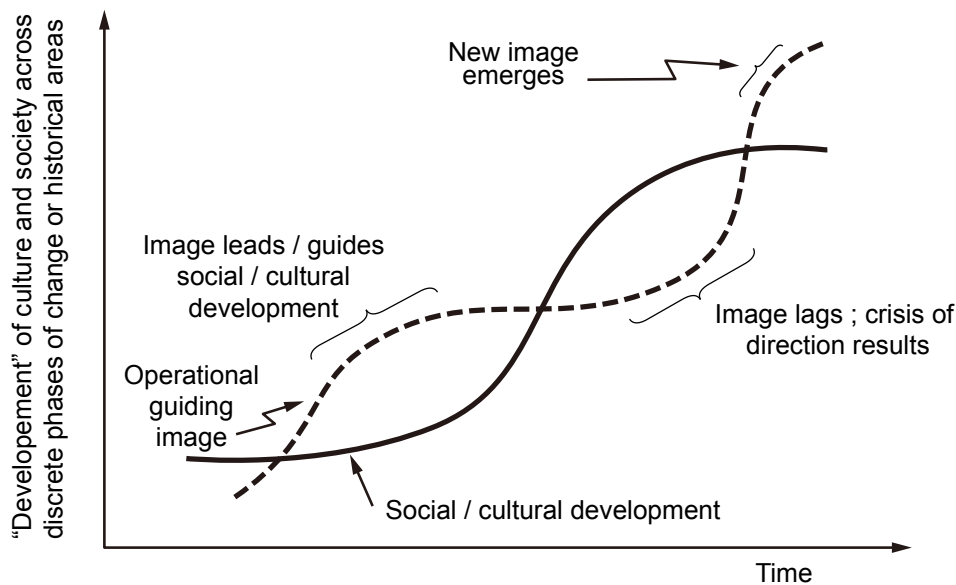 “Developement” of culture and society across
discrete phases of change or historical areas
New image
emerges
Image leads / guides
social / cultural
development
Image lags ; crisis of
direction results
Operational
guiding
image
Social / cultural development
Time